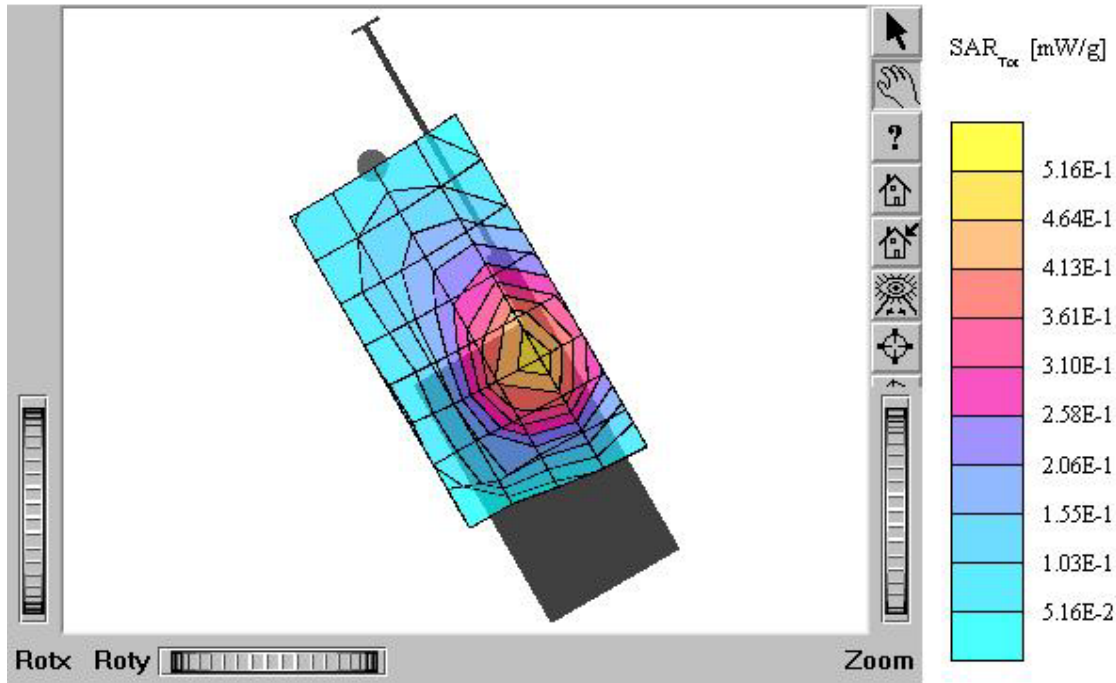 SAR_Tot [mW/g]
?
5.16E-1
4.64E-1
4.13E-1
3.61E-1
3.10E-1
2.58E-1
2.06E-1
1.55E-1
1.03E-1
5.16E-2
Rotx Roty Zoom